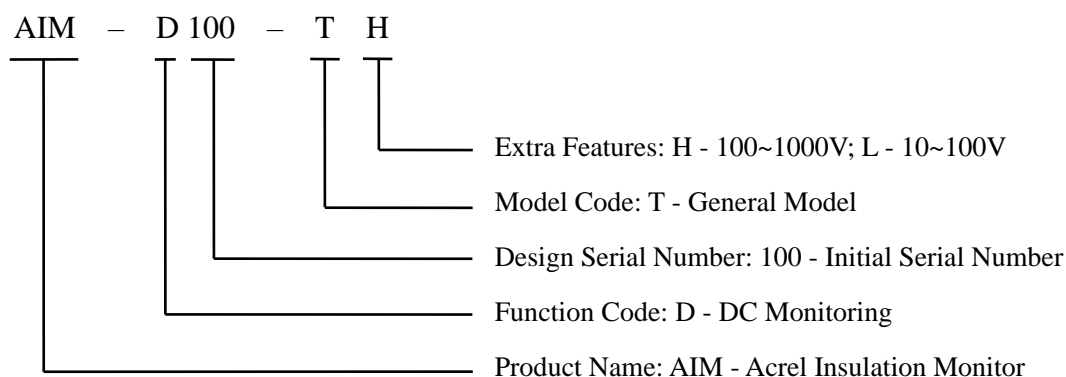 AIM – D 100 – T H
Extra Features: H - 100~1000V; L - 10~100V
Model Code: T - General Model
Design Serial Number: 100 - Initial Serial Number
Function Code: D - DC Monitoring
Product Name: AIM - Acrel Insulation Monitor